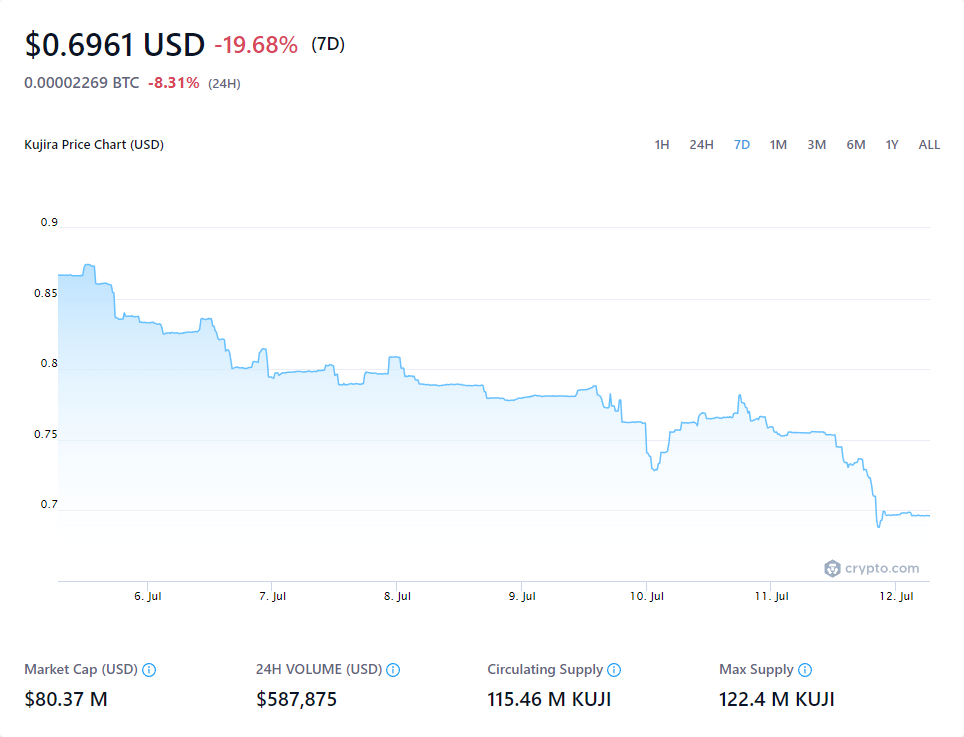 $0.6961 USD -19.68% (7D)
0.00002269 BTC -8.31% (24H)
Kujira Price Chart (USD)
1H 24H 7D 1M 3M 6M 1Y ALL
0.9
0.85
0.8
0.75
0.7
crypto.com
6. Jul 7. Jul 8. Jul 9. Jul 10. Jul 11. Jul 12. Jul
Market Cap (USD) 24H VOLUME (USD) Circulating Supply Max Supply
$80.37 M $587,875 115.46 M KUJI 122.4 M KUJI